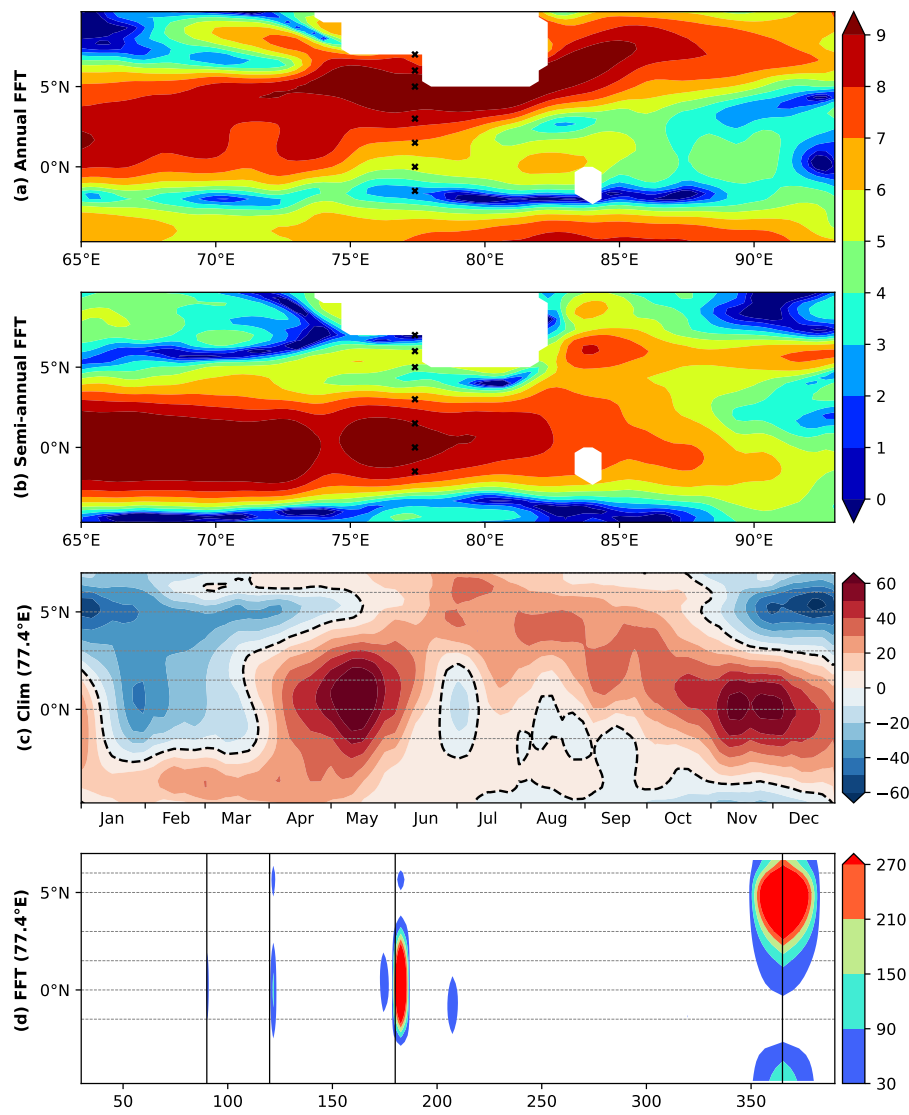 (a) Annual FFT
5°N
0°N
65°E 70°E 75°E 80°E 85°E 90°E
9
8
7
6
5
4
3
2
1
0
(b) Semi-annual FFT
5°N
0°N
65°E 70°E 75°E 80°E 85°E 90°E
(c) Clim (77.4°E)
5°N
0°N
Jan Feb Mar Apr May Jun Jul Aug Sep Oct Nov Dec
60
40
20
0
−20
−40
−60
(d) FFT (77.4°E)
5°N
0°N
50 100 150 200 250 300 350
270
210
150
90
30